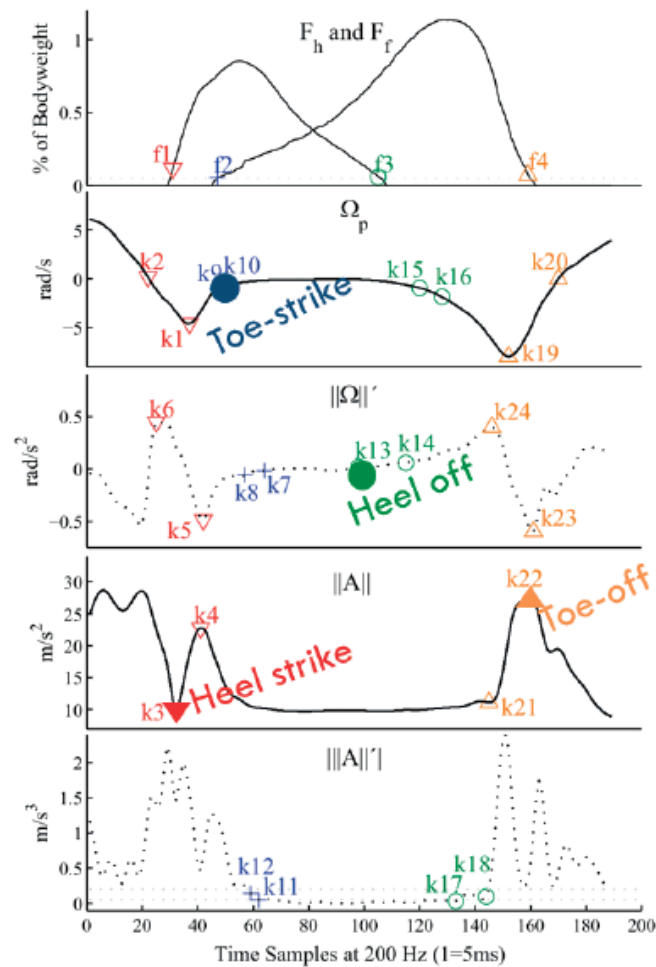 F_h and F_f
% of Bodyweight
1
0.5
0
f1
f2
f3
f4
Ω_p
rad/s
5
0
−5
k2
k1
k9
k10
Toe-strike
k15
k16
k20
k19
||Ω||′
rad/s²
0.5
0
−0.5
k6
k5
k8
k7
k13
k14
Heel off
k24
k23
||A||
m/s²
30
25
20
15
10
k3
k4
Heel strike
k22
Toe-off
k21
|||A||′|
m/s³
2
1.5
1
0.5
0
k12
k11
k18
k17
0 20 40 60 80 100 120 140 160 180 200
Time Samples at 200 Hz (1=5ms)